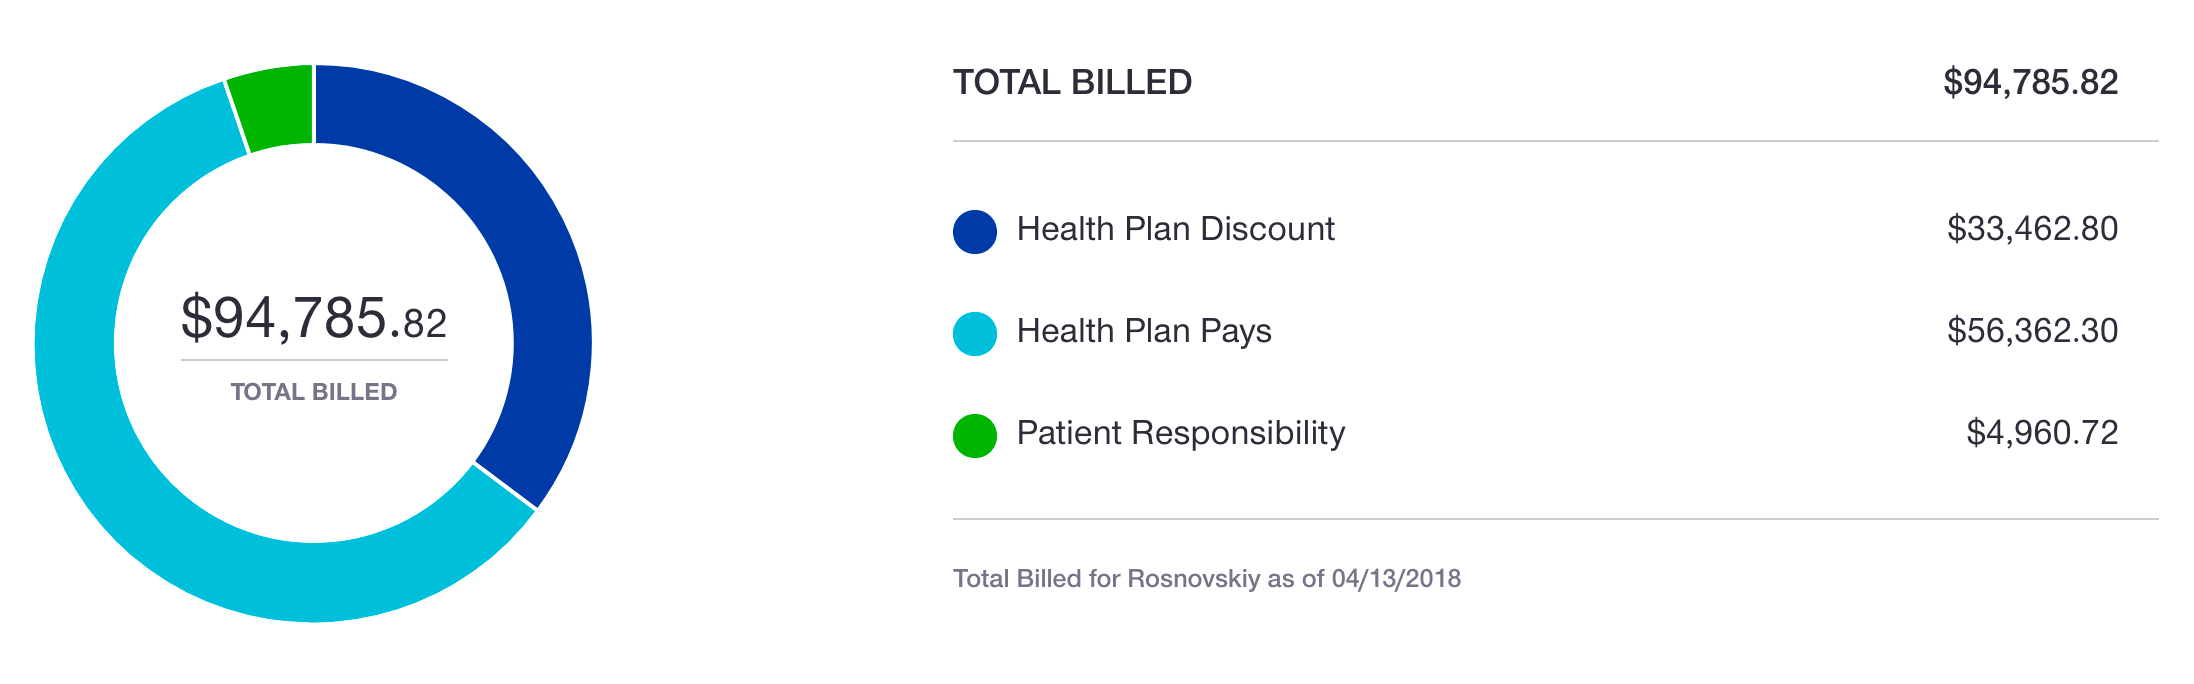 $94,785.82
TOTAL BILLED
TOTAL BILLED $94,785.82
Health Plan Discount $33,462.80
Health Plan Pays $56,362.30
Patient Responsibility $4,960.72
Total Billed for Rosnovskiy as of 04/13/2018